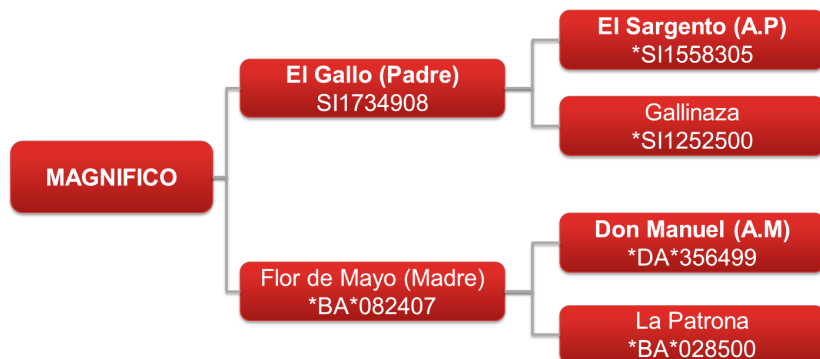 El Sargento (A.P)
*SI1558305
El Gallo (Padre)
SI1734908
Gallinaza
*SI1252500
MAGNIFICO
Don Manuel (A.M)
*DA*356499
Flor de Mayo (Madre)
*BA*082407
La Patrona
*BA*028500